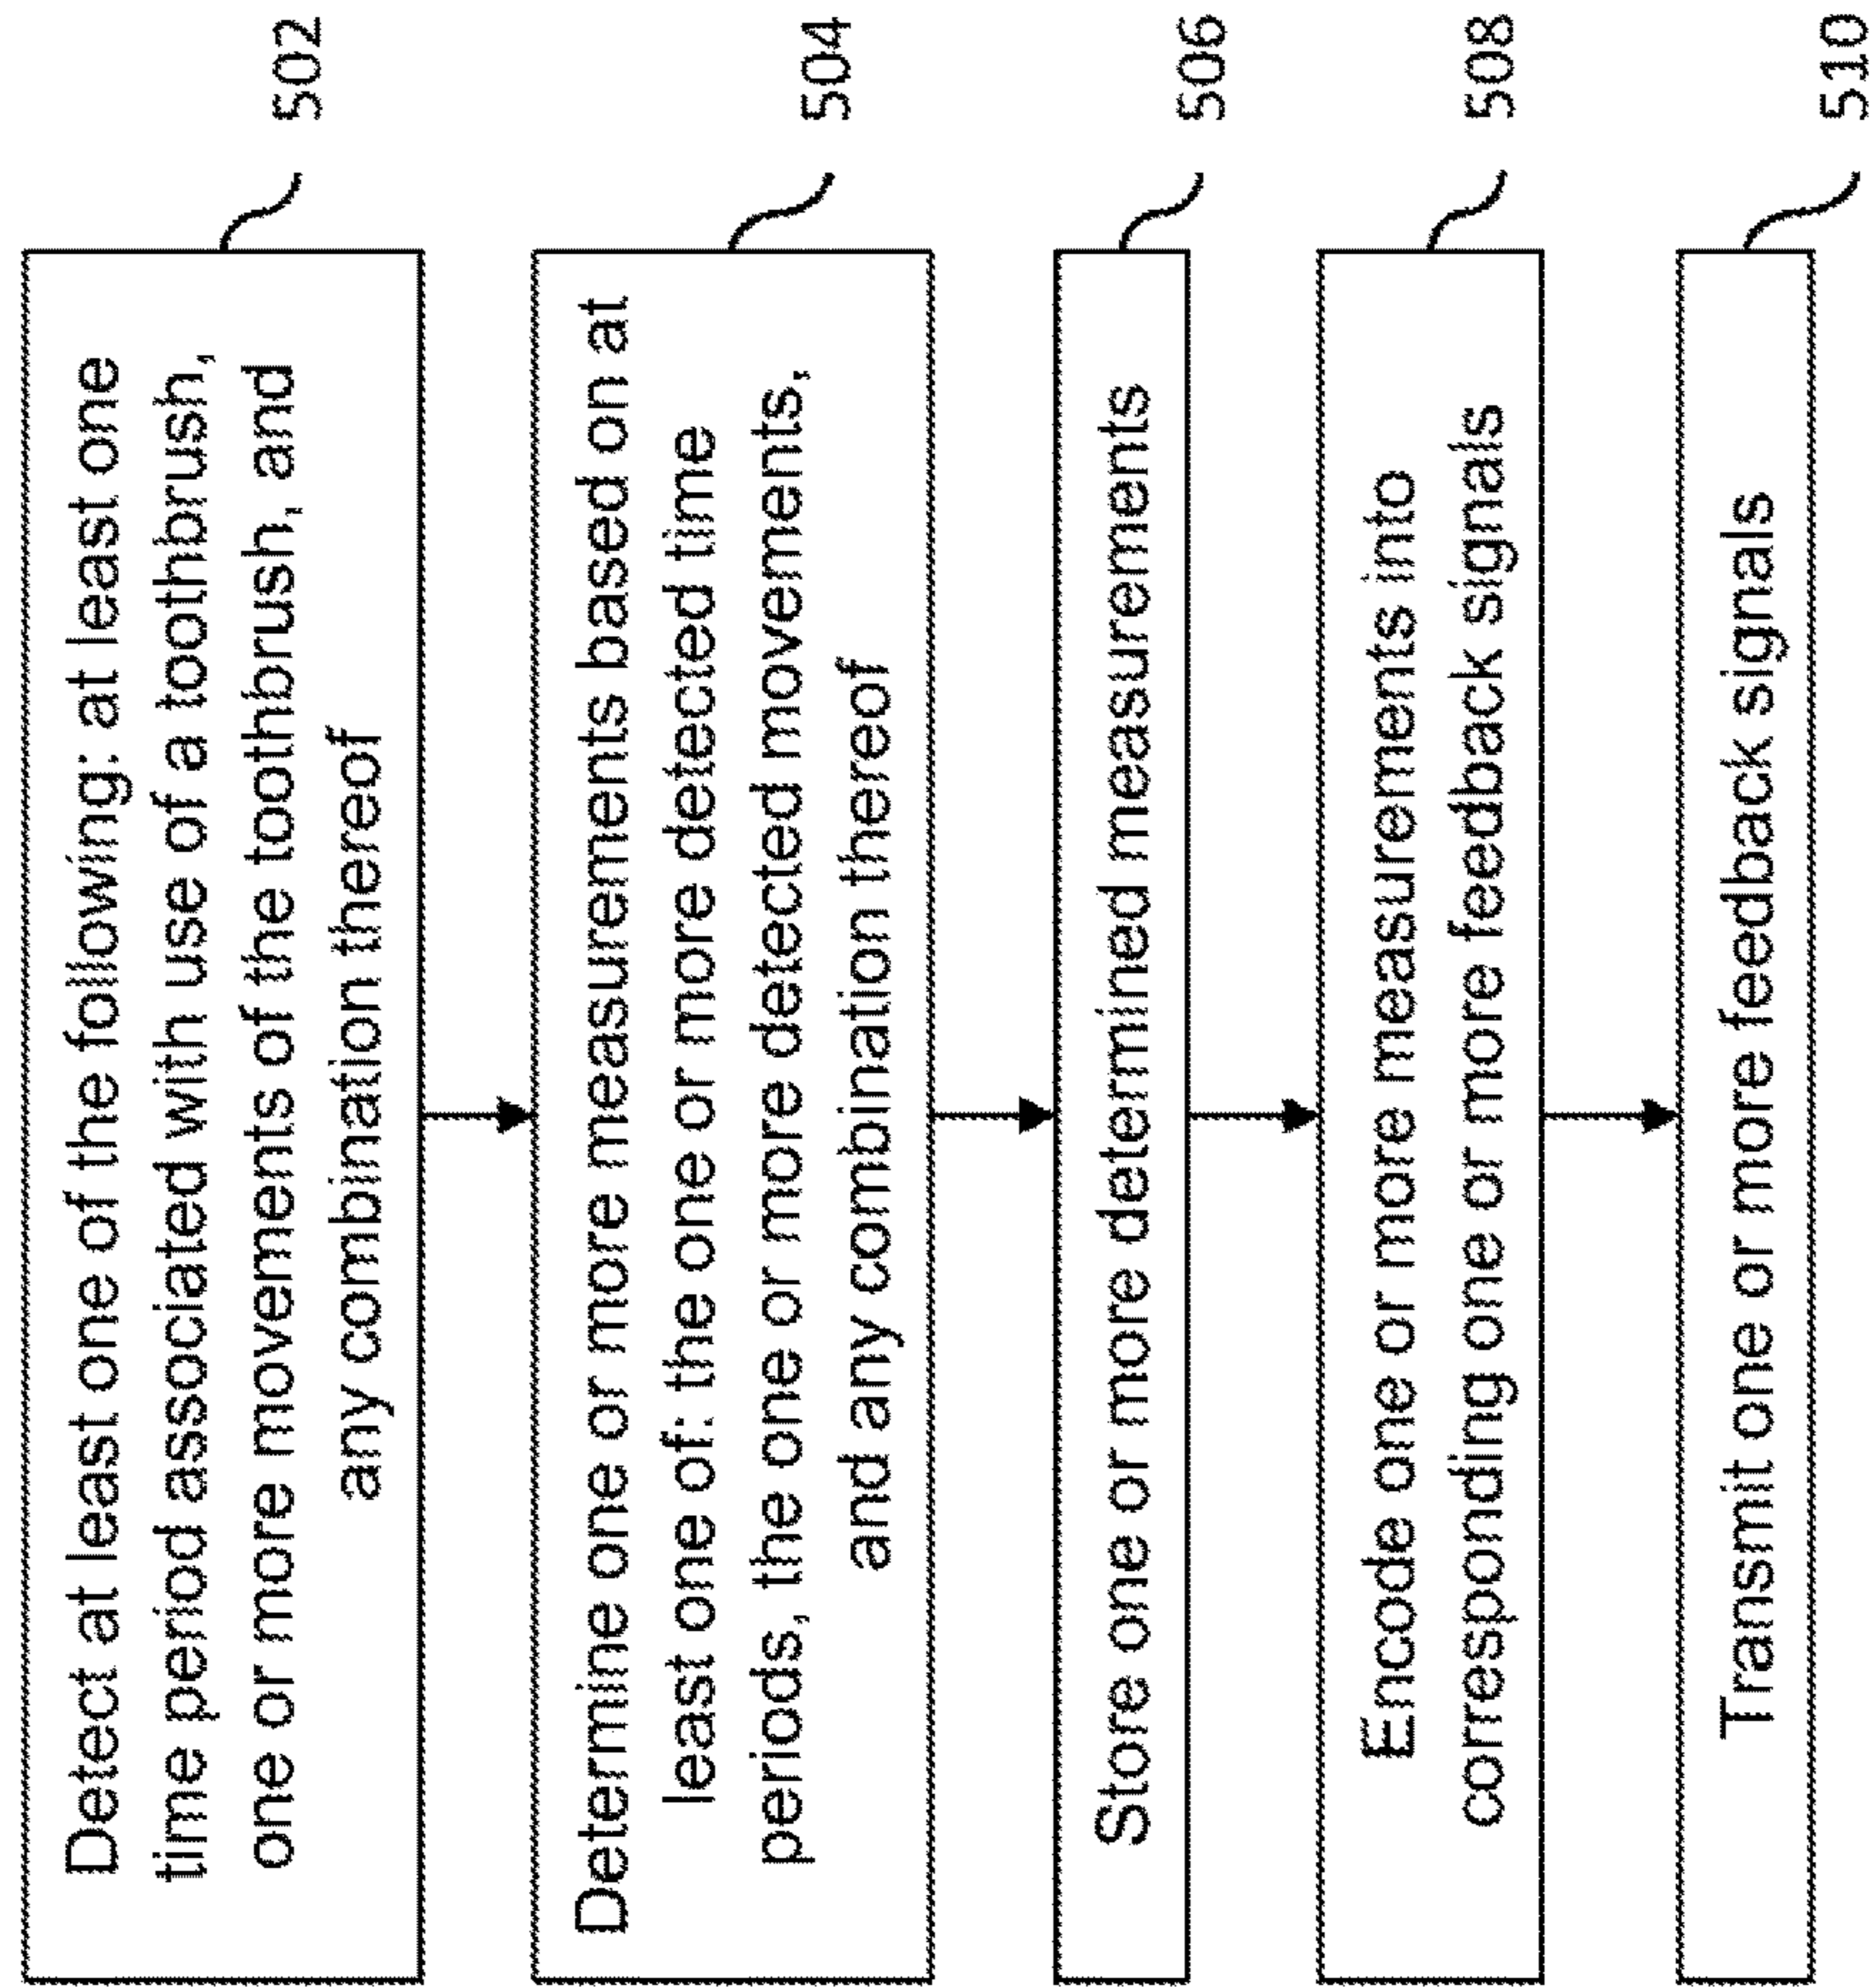 Detect at least one of the following: at least one
time period associated with use of a toothbrush,
one or more movements of the toothbrush, and
any combination thereof
502
Determine one or more measurements based on at
least one of: the one or more detected time
periods, the one or more detected movements,
and any combination thereof
504
Store one or more determined measurements
506
Encode one or more measurements into
corresponding one or more feedback signals
508
Transmit one or more feedback signals
510